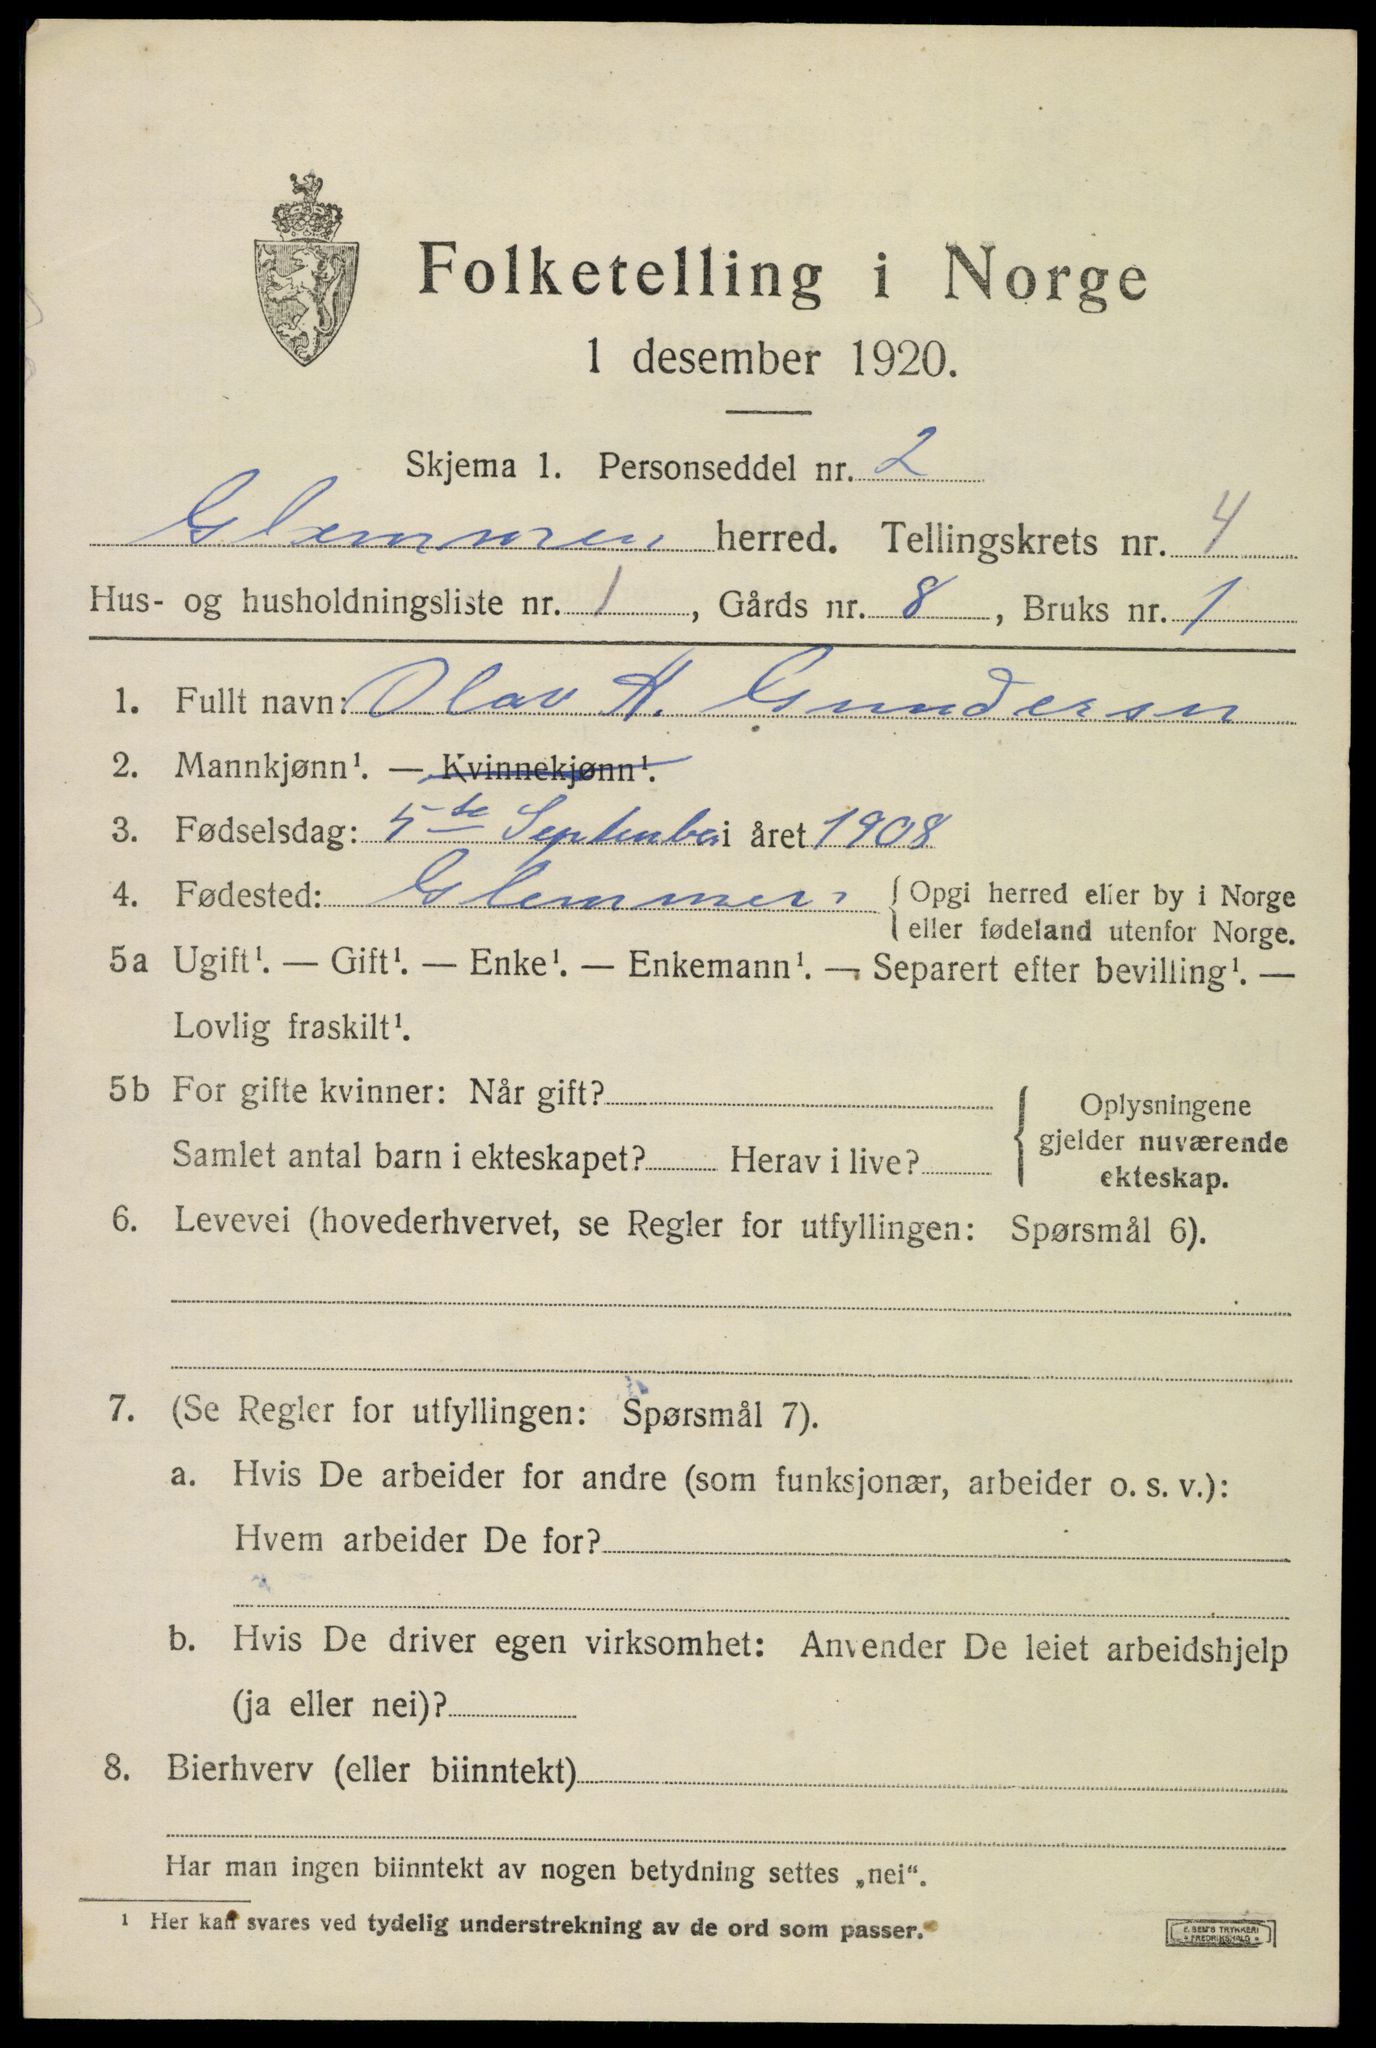 Folketelling i Norge
1 desember 1920.
Skjema 1. Personseddel nr. 2
Glemmen herred. Tellingskrets nr. 4
Hus- og husholdningsliste nr. 1, Gårds nr. 8, Bruks nr. 1
1. Fullt navn: Olav K. Gundersen
2. Mannkjønn¹. — Kvinnekjønn¹.
3. Fødselsdag: 5te September i året 1908
4. Fødested: Glemmen {Opgi herred eller by i Norge
eller fødeland utenfor Norge.
5a Ugift¹. — Gift¹. — Enke¹. — Enkemann¹. — Separert efter bevilling¹. —
Lovlig fraskilt¹.
5b For gifte kvinner: Når gift?
Samlet antal barn i ekteskapet? Herav i live?
{Oplysningene
gjelder nuværende
ekteskap.
6. Levevei (hovederhvervet, se Regler for utfyllingen: Spørsmål 6).
7. (Se Regler for utfyllingen: Spørsmål 7).
a. Hvis De arbeider for andre (som funksjonær, arbeider o. s. v.):
Hvem arbeider De for?
b. Hvis De driver egen virksomhet: Anvender De leiet arbeidshjelp
(ja eller nei)?
8. Bierhverv (eller biinntekt)
Har man ingen biinntekt av nogen betydning settes „nei“.
¹ Her kan svares ved tydelig understrekning av de ord som passer.
E. SEM'S TRYKKERI
FREDRIKSHALD